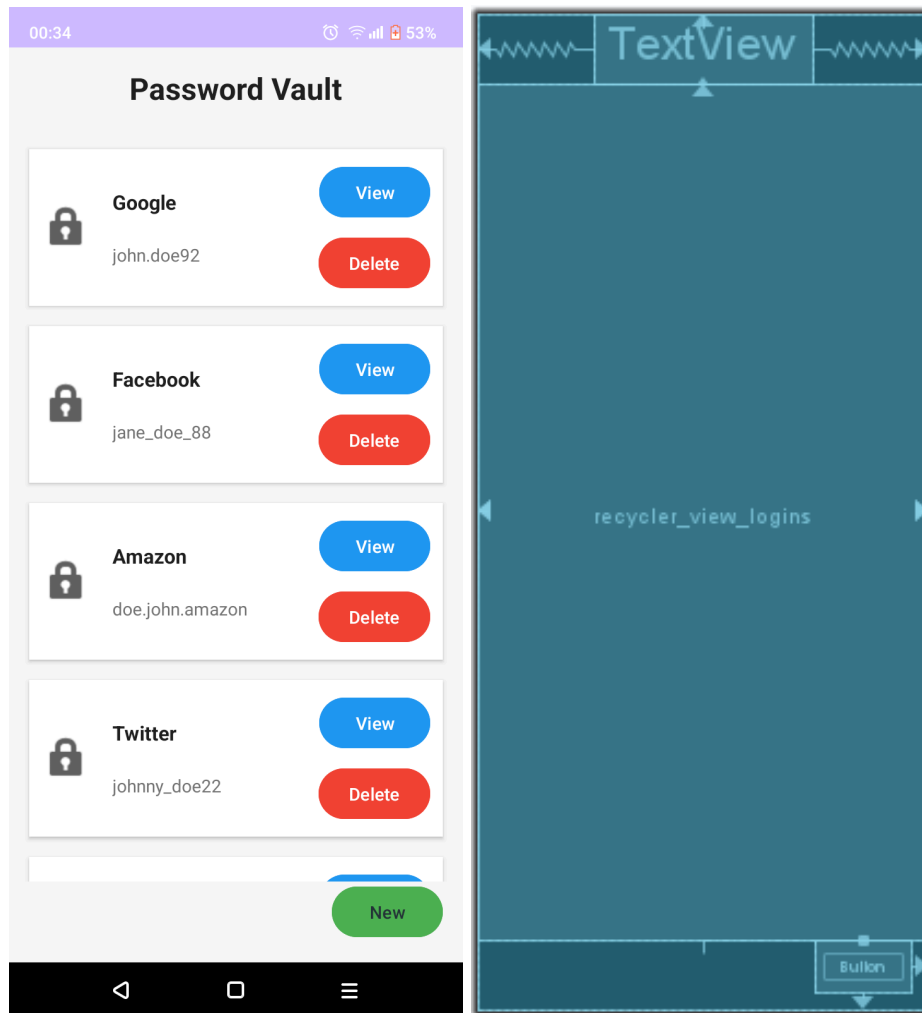 00:34 53%
Password Vault
Google
john.doe92
View
Delete
Facebook
jane_doe_88
View
Delete
Amazon
doe.john.amazon
View
Delete
Twitter
johnny_doe22
View
Delete
New
TextView
recycler_view_logins
Button